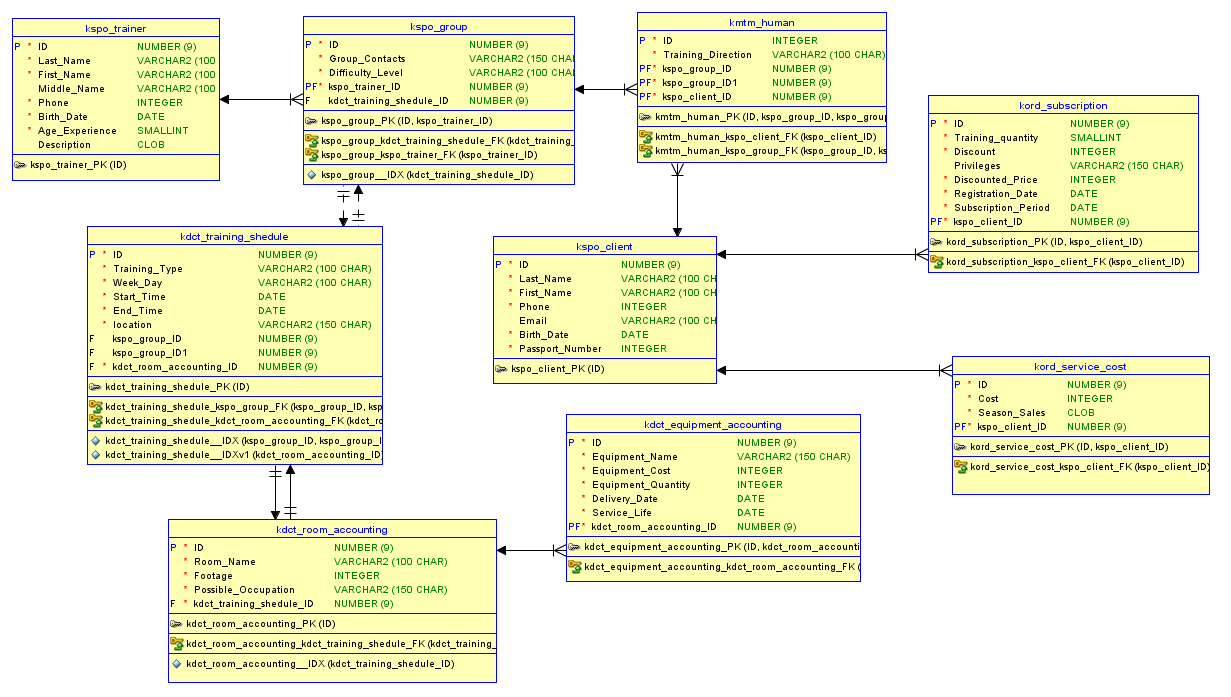 kspo_trainer
P * ID NUMBER (9)
* Last_Name VARCHAR2 (100
* First_Name VARCHAR2 (100
Middle_Name VARCHAR2 (100
* Phone INTEGER
* Birth_Date DATE
* Age_Experience SMALLINT
Description CLOB
kspo_trainer_PK (ID)
kspo_group
P * ID NUMBER (9)
* Group_Contacts VARCHAR2 (150 CHA
* Difficulty_Level VARCHAR2 (100 CHA
PF* kspo_trainer_ID NUMBER (9)
F kdct_training_shedule_ID NUMBER (9)
kspo_group_PK (ID, kspo_trainer_ID)
kspo_group_kdct_training_shedule_FK (kdct_training_
kspo_group_kspo_trainer_FK (kspo_trainer_ID)
kspo_group__IDX (kdct_training_shedule_ID)
kmtm_human
P * ID INTEGER
* Training_Direction VARCHAR2 (100 CHAR)
PF* kspo_group_ID NUMBER (9)
PF* kspo_group_ID1 NUMBER (9)
PF* kspo_client_ID NUMBER (9)
kmtm_human_PK (ID, kspo_group_ID, kspo_group
kmtm_human_kspo_client_FK (kspo_client_ID)
kmtm_human_kspo_group_FK (kspo_group_ID, ks
kord_subscription
P * ID NUMBER (9)
* Training_quantity SMALLINT
* Discount INTEGER
Privileges VARCHAR2 (150 CHAR)
* Discounted_Price INTEGER
* Registration_Date DATE
* Subscription_Period DATE
PF* kspo_client_ID NUMBER (9)
kord_subscription_PK (ID, kspo_client_ID)
kord_subscription_kspo_client_FK (kspo_client_ID)
kdct_training_shedule
P * ID NUMBER (9)
* Training_Type VARCHAR2 (100 CHAR)
* Week_Day VARCHAR2 (100 CHAR)
* Start_Time DATE
* End_Time DATE
* location VARCHAR2 (150 CHAR)
F kspo_group_ID NUMBER (9)
F kspo_group_ID1 NUMBER (9)
F * kdct_room_accounting_ID NUMBER (9)
kdct_training_shedule_PK (ID)
kdct_training_shedule_kspo_group_FK (kspo_group_ID, ksp
kdct_training_shedule_kdct_room_accounting_FK (kdct_ro
kdct_training_shedule__IDX (kspo_group_ID, kspo_group_I
kdct_training_shedule__IDXv1 (kdct_room_accounting_ID
kspo_client
P * ID NUMBER (9)
* Last_Name VARCHAR2 (100 CH
* First_Name VARCHAR2 (100 CH
* Phone INTEGER
Email VARCHAR2 (100 CH
* Birth_Date DATE
* Passport_Number INTEGER
kspo_client_PK (ID)
kord_service_cost
P * ID NUMBER (9)
* Cost INTEGER
* Season_Sales CLOB
PF* kspo_client_ID NUMBER (9)
kord_service_cost_PK (ID, kspo_client_ID)
kord_service_cost_kspo_client_FK (kspo_client_ID)
kdct_equipment_accounting
P * ID NUMBER (9)
* Equipment_Name VARCHAR2 (150 CHAR)
* Equipment_Cost INTEGER
* Equipment_Quantity INTEGER
* Delivery_Date DATE
* Service_Life DATE
PF* kdct_room_accounting_ID NUMBER (9)
kdct_equipment_accounting_PK (ID, kdct_room_accounti
kdct_equipment_accounting_kdct_room_accounting_FK (
kdct_room_accounting
P * ID NUMBER (9)
* Room_Name VARCHAR2 (100 CHAR)
* Footage INTEGER
* Possible_Occupation VARCHAR2 (150 CHAR)
F * kdct_training_shedule_ID NUMBER (9)
kdct_room_accounting_PK (ID)
kdct_room_accounting_kdct_training_shedule_FK (kdct_training_
kdct_room_accounting__IDX (kdct_training_shedule_ID)